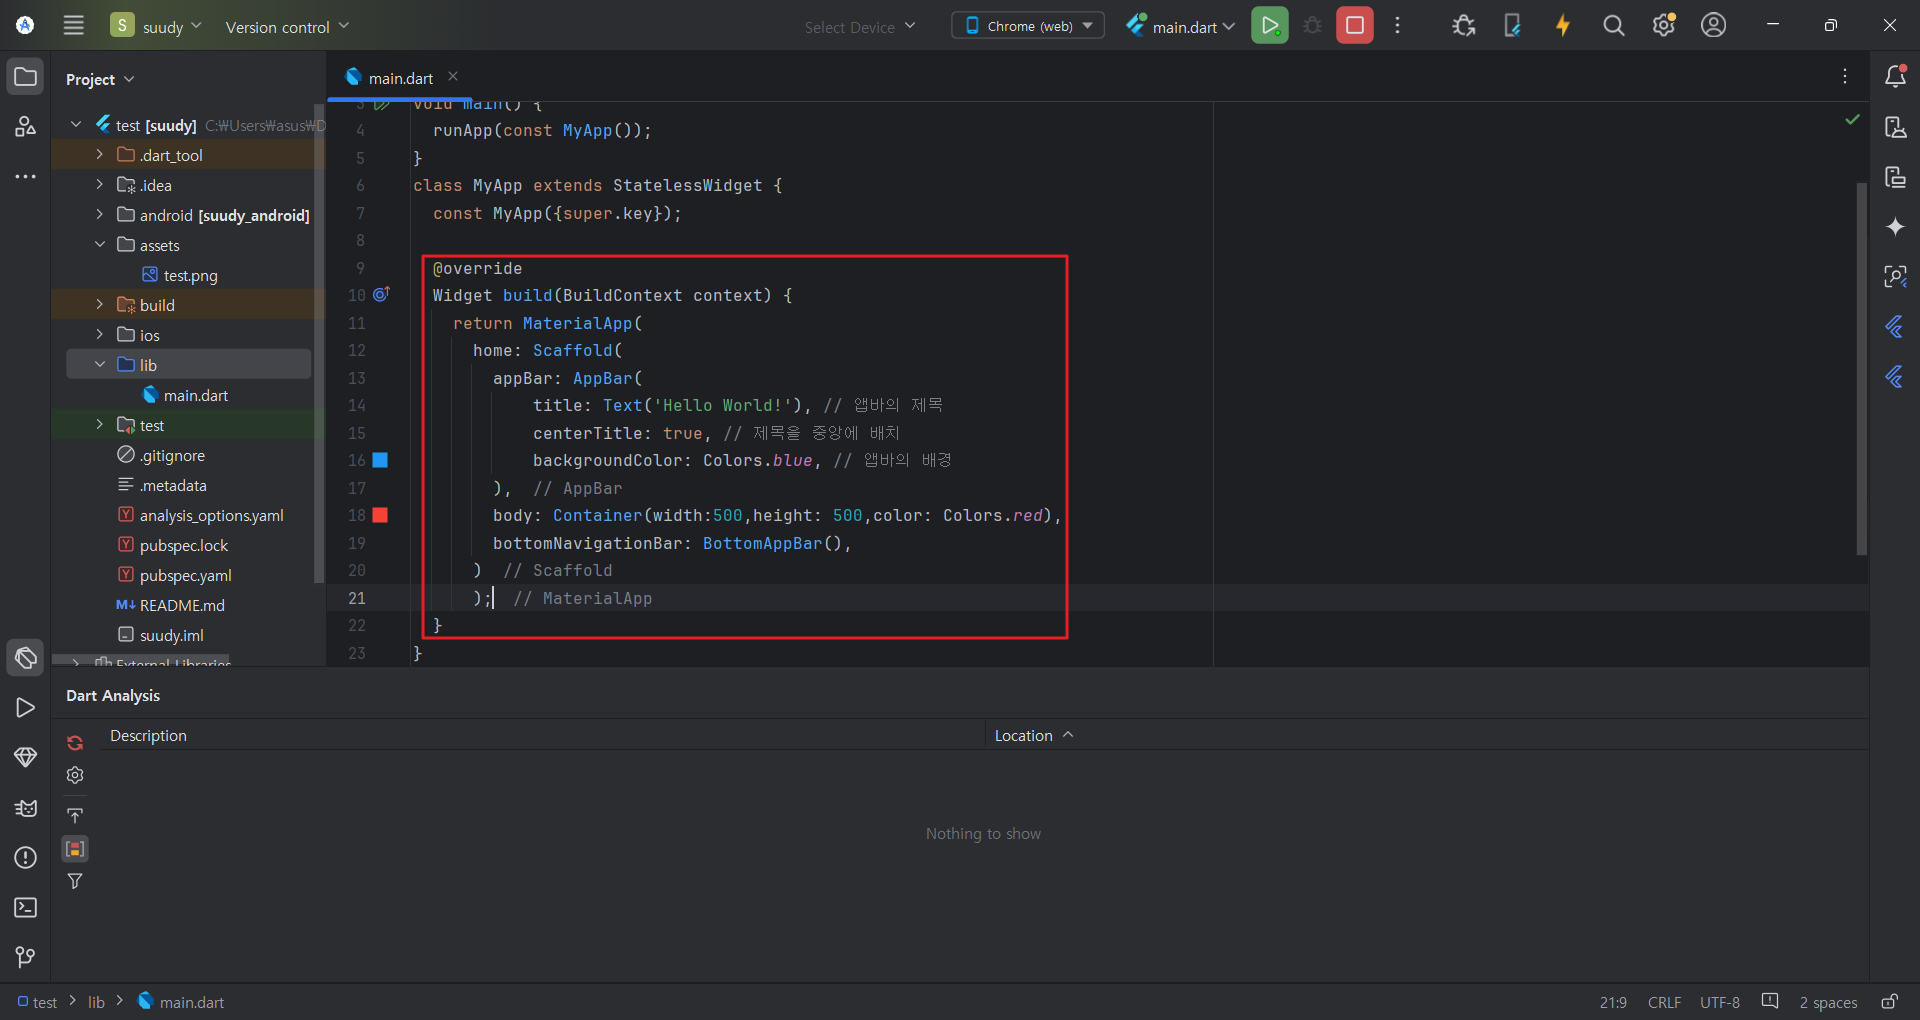 S suudy Version control Select Device Chrome (web) main.dart
Project
main.dart
test [suudy] C:₩Users₩asus₩D
.dart_tool
.idea
android [suudy_android]
assets
test.png
build
ios
lib
main.dart
test
.gitignore
.metadata
analysis_options.yaml
pubspec.lock
pubspec.yaml
M↓ README.md
suudy.iml
External Libraries
3 void main() {
4 runApp(const MyApp());
5 }
6 class MyApp extends StatelessWidget {
7 const MyApp({super.key});
8
9 @override
10 Widget build(BuildContext context) {
11 return MaterialApp(
12 home: Scaffold(
13 appBar: AppBar(
14 title: Text('Hello World!'), // 앱바의 제목
15 centerTitle: true, // 제목을 중앙에 배치
16 backgroundColor: Colors.blue, // 앱바의 배경
17 ), // AppBar
18 body: Container(width:500,height: 500,color: Colors.red),
19 bottomNavigationBar: BottomAppBar(),
20 ) // Scaffold
21 ); // MaterialApp
22 }
23 }
Dart Analysis
Description Location
Nothing to show
test > lib > main.dart 21:9 CRLF UTF-8 2 spaces